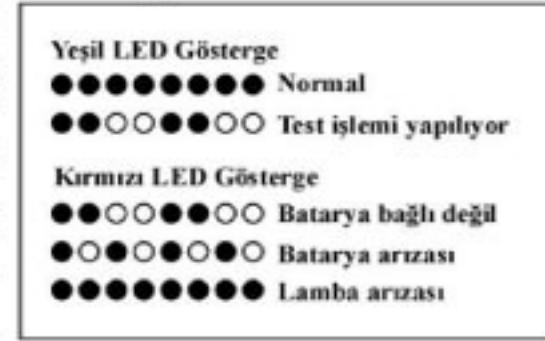 Yeşil LED Gösterge
●●●●●●●● Normal
●●○○●●○○ Test işlemi yapılıyor
Kırmızı LED Gösterge
●●○○●●○○ Batarya bağlı değil
●○●○●○●○ Batarya arızası
●●●●●●●● Lamba arızası